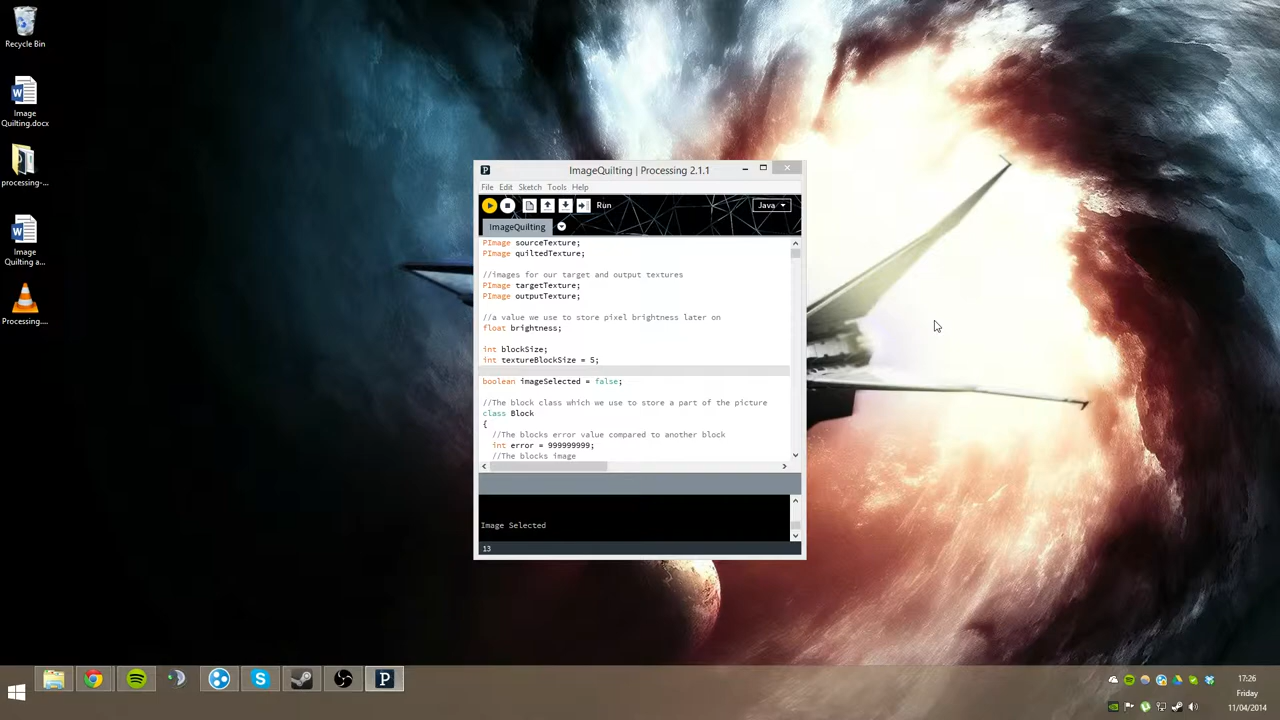 Recycle Bin
Image
Quilting.docx
processing-...
Image
Quilting a...
Processing....
ImageQuilting | Processing 2.1.1
File Edit Sketch Tools Help
Run
Java
ImageQuilting
PImage sourceTexture;
PImage quiltedTexture;
//images for our target and output textures
PImage targetTexture;
PImage outputTexture;
//a value we use to store pixel brightness later on
float brightness;
int blockSize;
int textureBlockSize = 5;
boolean imageSelected = false;
//The block class which we use to store a part of the picture
class Block
{
//The blocks error value compared to another block
int error = 999999999;
//The blocks image
Image Selected
13
17:26
Friday
11/04/2014